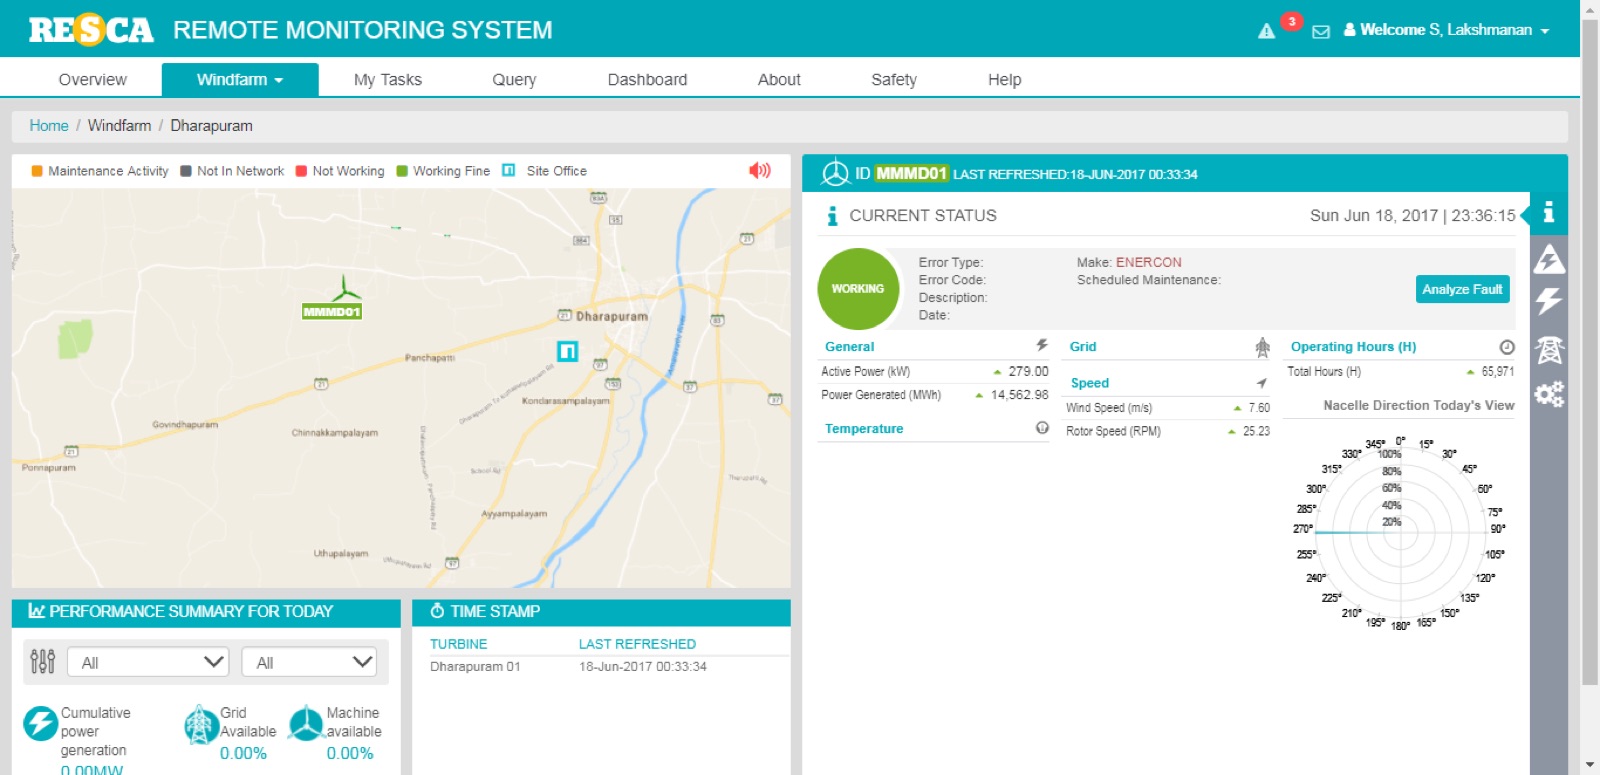 RESCA REMOTE MONITORING SYSTEM
3
Welcome S, Lakshmanan
Overview Windfarm My Tasks Query Dashboard About Safety Help
Home / Windfarm / Dharapuram
Maintenance Activity Not In Network Not Working Working Fine Site Office
MMMD01
Dharapuram
Panchapatti
Kondarasampalayam
Govindhapuram
Chinnakkampalayam
Ponnapuram
School Rd
Ayyampalayam
Uthupalayam
PERFORMANCE SUMMARY FOR TODAY
All All
Cumulative power generation
0.00MW
Grid Available
0.00%
Machine available
0.00%
TIME STAMP
TURBINE LAST REFRESHED
Dharapuram 01 18-Jun-2017 00:33:34
ID MMMD01 LAST REFRESHED:18-JUN-2017 00:33:34
CURRENT STATUS Sun Jun 18, 2017 | 23:36:15
WORKING
Error Type:
Error Code:
Description:
Date:
Make: ENERCON
Scheduled Maintenance:
Analyze Fault
General
Active Power (kW) 279.00
Power Generated (MWh) 14,562.98
Temperature
Grid
Speed
Wind Speed (m/s) 7.60
Rotor Speed (RPM) 25.23
Operating Hours (H)
Total Hours (H) 65,971
Nacelle Direction Today's View
345° 0° 15°
330° 100% 30°
315° 80% 45°
300° 60% 60°
285° 40% 75°
20%
270° 90°
255° 105°
240° 120°
225° 135°
210° 150°
195° 180° 165°